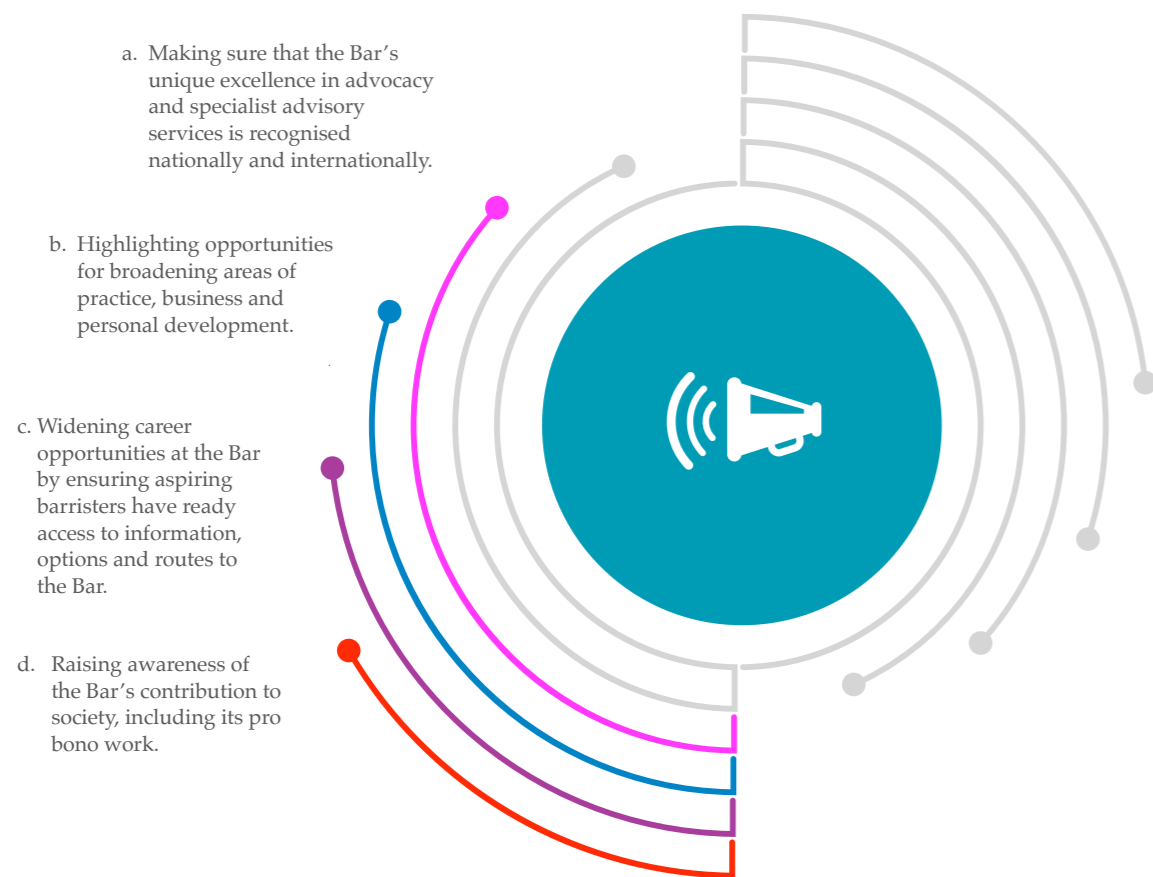 a. Making sure that the Bar's
unique excellence in advocacy
and specialist advisory
services is recognised
nationally and internationally.
b. Highlighting opportunities
for broadening areas of
practice, business and
personal development.
c. Widening career
opportunities at the Bar
by ensuring aspiring
barristers have ready
access to information,
options and routes to
the Bar.
d. Raising awareness of
the Bar's contribution to
society, including its pro
bono work.